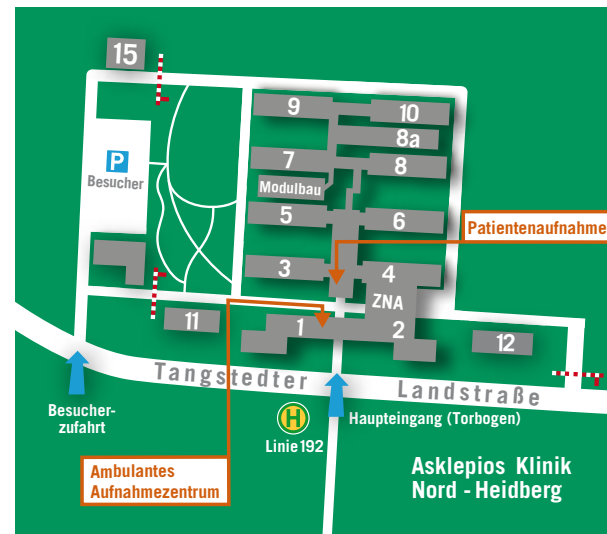 15
9
10
8a
P
Besucher
7
8
Modulbau
5
6
Patientenaufnahme
3
4
ZNA
11
1
2
12
Tangstedter Landstraße
Besucher-
zufahrt
H
Linie 192
Haupteingang (Torbogen)
Ambulantes
Aufnahmezentrum
Asklepios Klinik
Nord - Heidberg